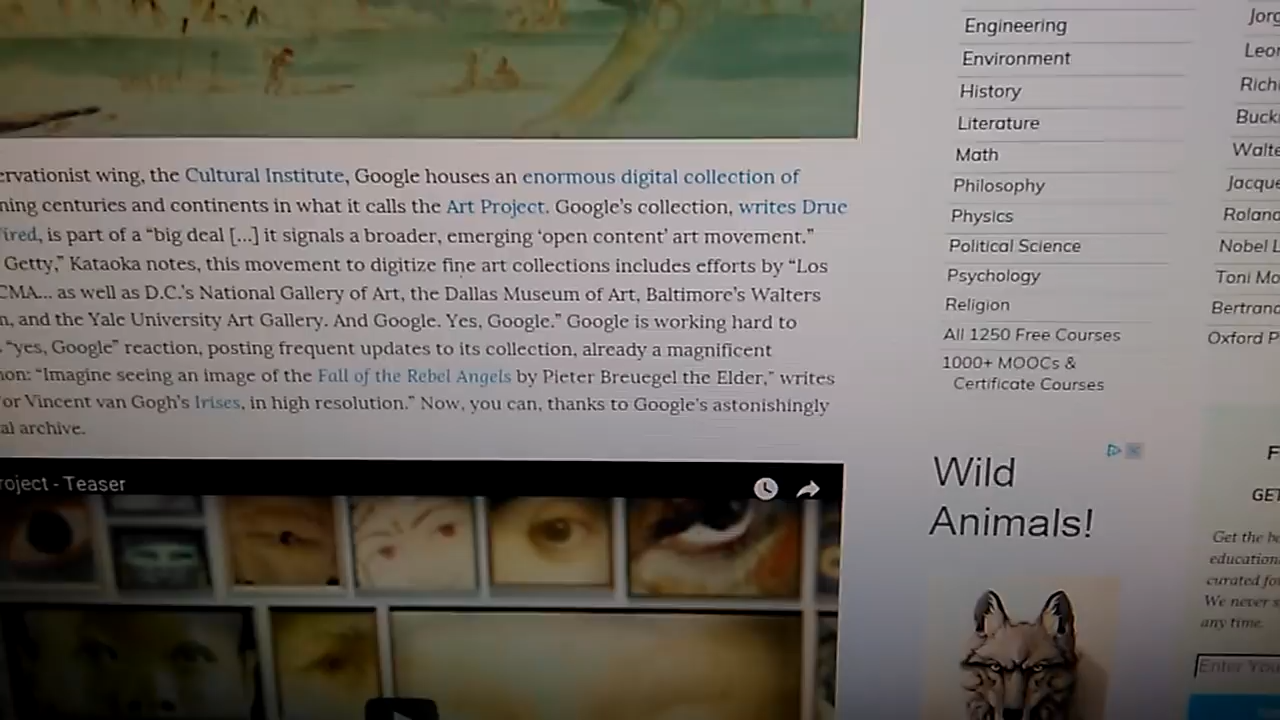 ervationist wing, the Cultural Institute, Google houses an enormous digital collection of
ning centuries and continents in what it calls the Art Project. Google's collection, writes Drue
ired, is part of a “big deal [...] it signals a broader, emerging ‘open content’ art movement.”
Getty,” Kataoka notes, this movement to digitize fine art collections includes efforts by “Los
CMA... as well as D.C.'s National Gallery of Art, the Dallas Museum of Art, Baltimore's Walters
n, and the Yale University Art Gallery. And Google. Yes, Google.” Google is working hard to
“yes, Google” reaction, posting frequent updates to its collection, already a magnificent
on: “Imagine seeing an image of the Fall of the Rebel Angels by Pieter Breuegel the Elder,” writes
or Vincent van Gogh's Irises, in high resolution.” Now, you can, thanks to Google's astonishingly
al archive.
roject - Teaser
Engineering
Environment
History
Literature
Math
Philosophy
Physics
Political Science
Psychology
Religion
All 1250 Free Courses
1000+ MOOCs &
Certificate Courses
Wild
Animals!
Jorg
Leon
Rich
Buck
Walte
Jacque
Roland
Nobel L
Toni Mo
Bertrand
Oxford P
F
GET
Get the be
education
curated fo
We never s
any time.
Enter You